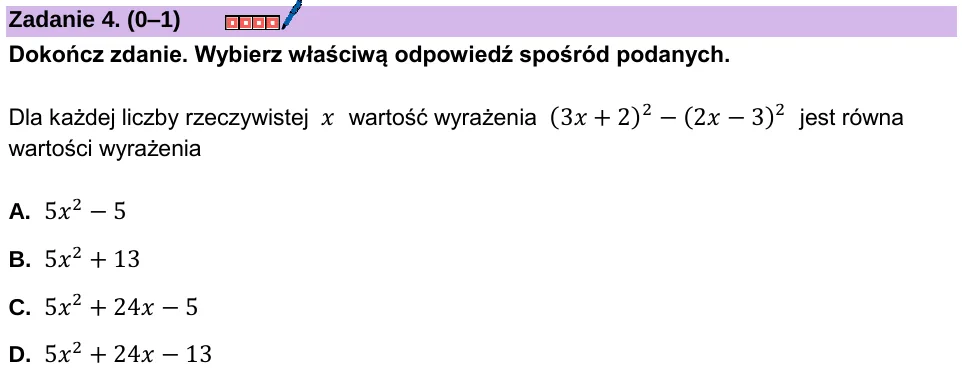 Zadanie 4. (0–1)
Dokończ zdanie. Wybierz właściwą odpowiedź spośród podanych.
Dla każdej liczby rzeczywistej x wartość wyrażenia (3x + 2)² − (2x − 3)² jest równa
wartości wyrażenia
A. 5x² − 5
B. 5x² + 13
C. 5x² + 24x − 5
D. 5x² + 24x − 13